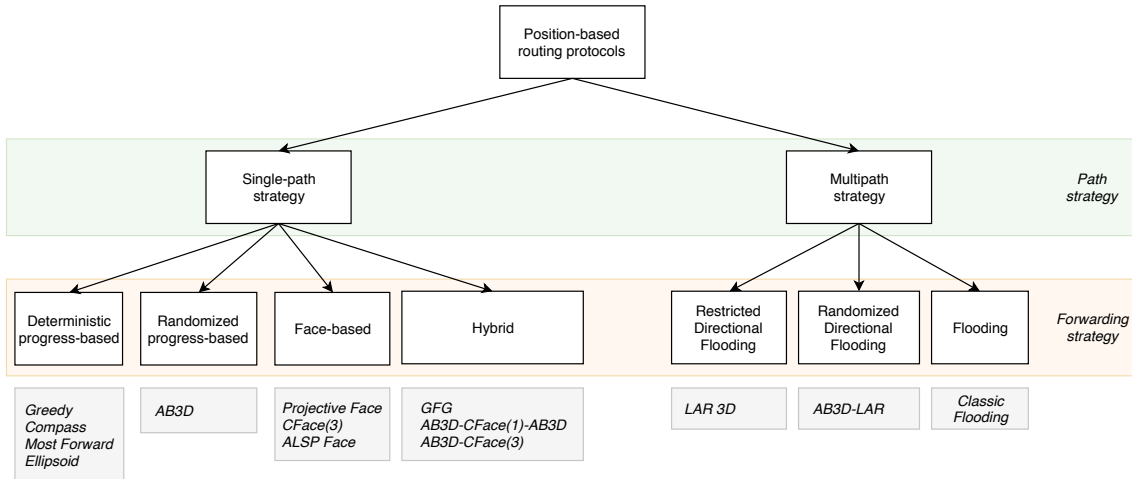 Position-based
routing protocols
Single-path
strategy
Multipath
strategy
Path
strategy
Deterministic
progress-based
Randomized
progress-based
Face-based
Hybrid
Restricted
Directional
Flooding
Randomized
Directional
Flooding
Flooding
Forwarding
strategy
Greedy
Compass
Most Forward
Ellipsoid
AB3D
Projective Face
CFace(3)
ALSP Face
GFG
AB3D-CFace(1)-AB3D
AB3D-CFace(3)
LAR 3D
AB3D-LAR
Classic
Flooding